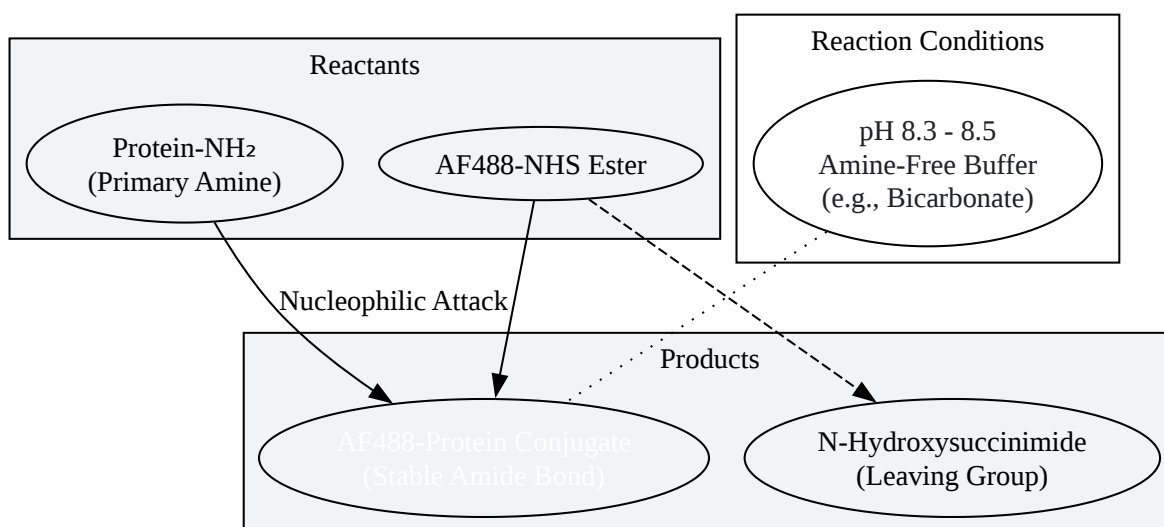 Reactants
Reaction Conditions
Protein-NH₂
(Primary Amine)
AF488-NHS Ester
pH 8.3 - 8.5
Amine-Free Buffer
(e.g., Bicarbonate)
Nucleophilic Attack
Products
AF488-Protein Conjugate
(Stable Amide Bond)
N-Hydroxysuccinimide
(Leaving Group)